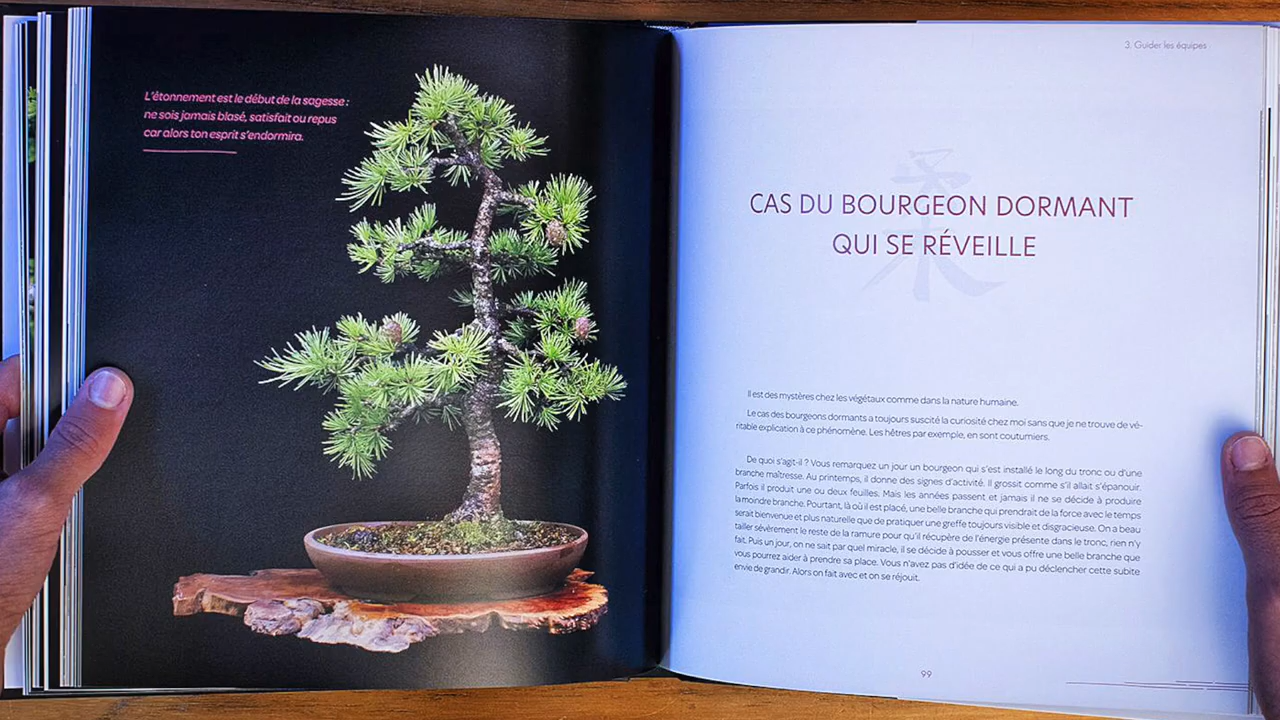 L'étonnement est le début de la sagesse :
ne sois jamais blasé, satisfait ou repus
car alors ton esprit s'endormira.
3. Guider les équipes
CAS DU BOURGEON DORMANT
QUI SE RÉVEILLE
Il est des mystères chez les végétaux comme dans la nature humaine.
Le cas des bourgeons dormants a toujours suscité la curiosité chez moi sans que je ne trouve de vé-
ritable explication à ce phénomène. Les hêtres par exemple, en sont coutumiers.
De quoi s'agit-il ? Vous remarquez un jour un bourgeon qui s'est installé le long du tronc ou d'une
branche maîtresse. Au printemps, il donne des signes d'activité. Il grossit comme s'il allait s'épanouir.
Parfois il produit une ou deux feuilles. Mais les années passent et jamais il ne se décide à produire
la moindre branche. Pourtant, là où il est placé, une belle branche qui prendrait de la force avec le temps
serait bienvenue et plus naturelle que de pratiquer une greffe toujours visible et disgracieuse. On a beau
tailler sévèrement le reste de la ramure pour qu'il récupère de l'énergie présente dans le tronc, rien n'y
fait. Puis un jour, on ne sait par quel miracle, il se décide à pousser et vous offre une belle branche que
vous pourrez aider à prendre sa place. Vous n'avez pas d'idée de ce qui a pu déclencher cette subite
envie de grandir. Alors on fait avec et on se réjouit.
99